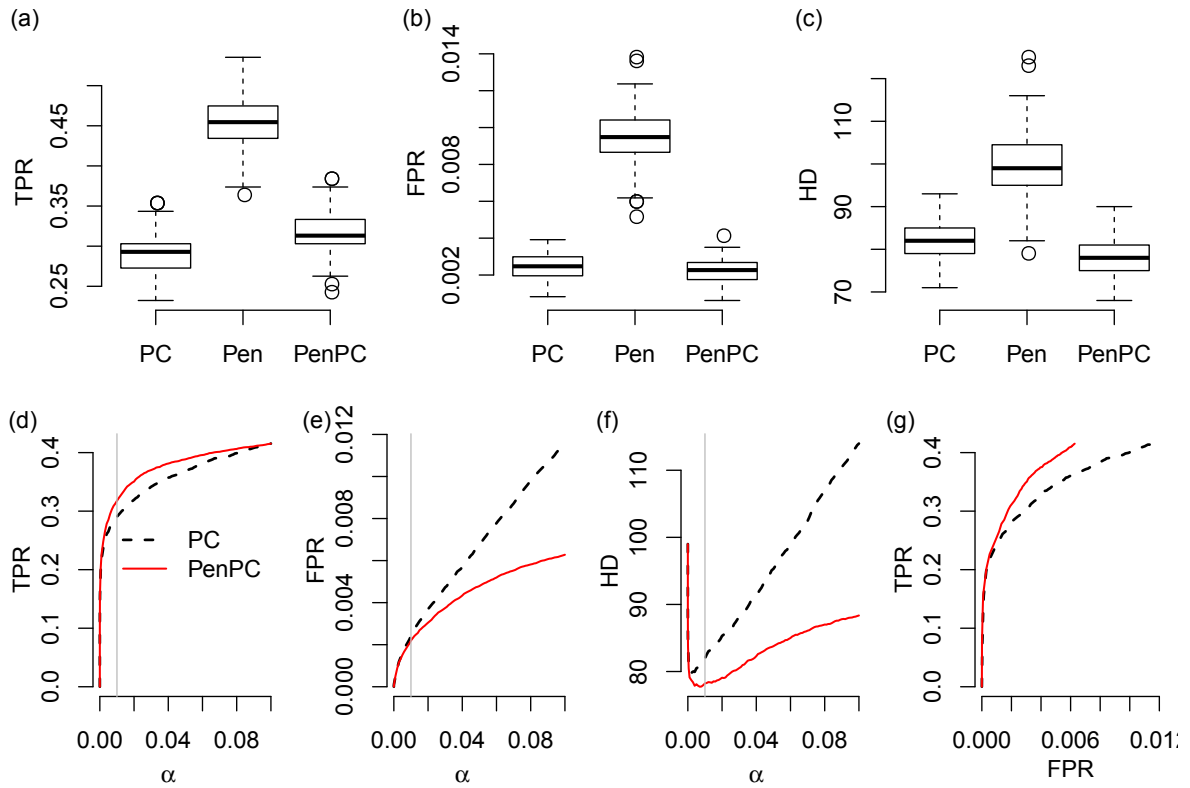 (a)
TPR
0.25 0.35 0.45
PC Pen PenPC
(b)
FPR
0.002 0.008 0.014
PC Pen PenPC
(c)
HD
70 90 110
PC Pen PenPC
(d)
TPR
0.0 0.1 0.2 0.3 0.4
PC
PenPC
0.00 0.04 0.08
α
(e)
FPR
0.000 0.004 0.008 0.012
0.00 0.04 0.08
α
(f)
HD
80 90 100 110
0.00 0.04 0.08
α
(g)
TPR
0.0 0.1 0.2 0.3 0.4
0.000 0.006 0.012
FPR